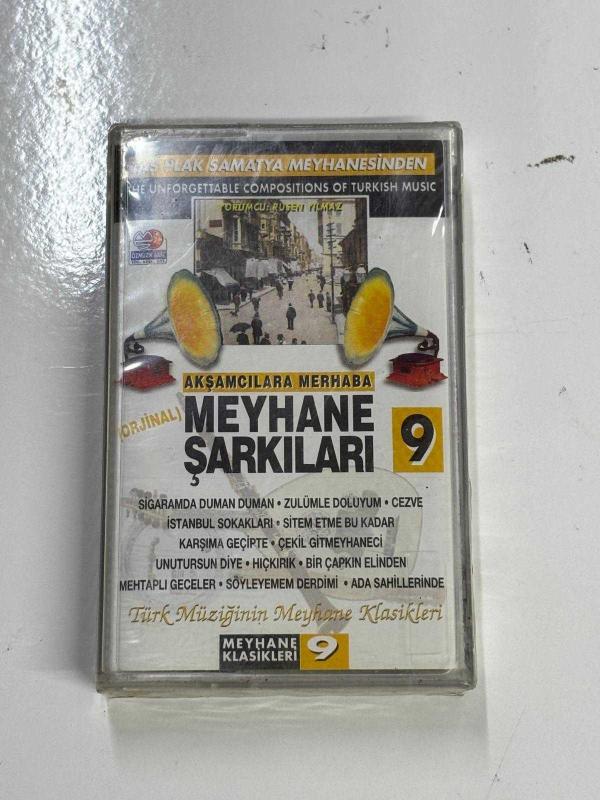 PLAK SAMATYA MEYHANESİNDEN
THE UNFORGETTABLE COMPOSITIONS OF TURKISH MUSIC
YORUMCU: RUŞEN YILMAZ
AKŞAMCILARA MERHABA
(ORJİNAL)
MEYHANE
ŞARKILARI
9
SİGARAMDA DUMAN DUMAN • ZULÜMLE DOLUYUM • CEZVE
İSTANBUL SOKAKLARI • SİTEM ETME BU KADAR
KARŞIMA GEÇİPTE • ÇEKİL GİTMEYHANECİ
UNUTURSUN DİYE • HIÇKIRIK • BİR ÇAPKIN ELİNDEN
MEHTAPLI GECELER • SÖYLEYEMEM DERDİMİ • ADA SAHİLLERİNDE
Türk Müziğinin Meyhane Klasikleri
MEYHANE
KLASİKLERİ
9